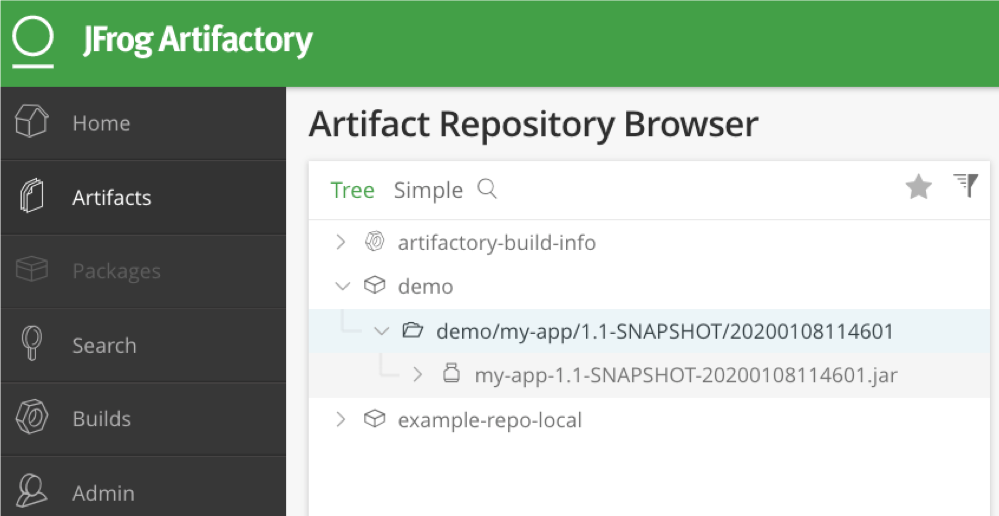 JFrog Artifactory
Home
Artifacts
Packages
Search
Builds
Admin
Artifact Repository Browser
Tree Simple
artifactory-build-info
demo
demo/my-app/1.1-SNAPSHOT/20200108114601
my-app-1.1-SNAPSHOT-20200108114601.jar
example-repo-local